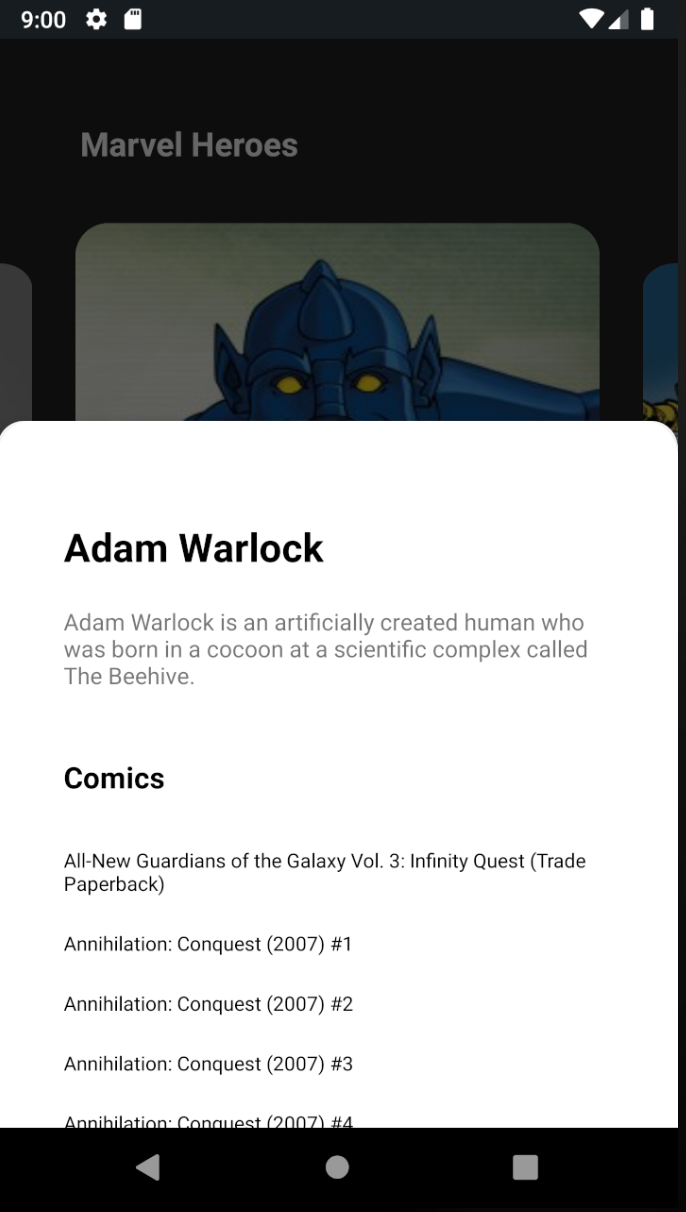 9:00
Marvel Heroes
Adam Warlock
Adam Warlock is an artificially created human who
was born in a cocoon at a scientific complex called
The Beehive.
Comics
All-New Guardians of the Galaxy Vol. 3: Infinity Quest (Trade
Paperback)
Annihilation: Conquest (2007) #1
Annihilation: Conquest (2007) #2
Annihilation: Conquest (2007) #3
Annihilation: Conquest (2007) #4